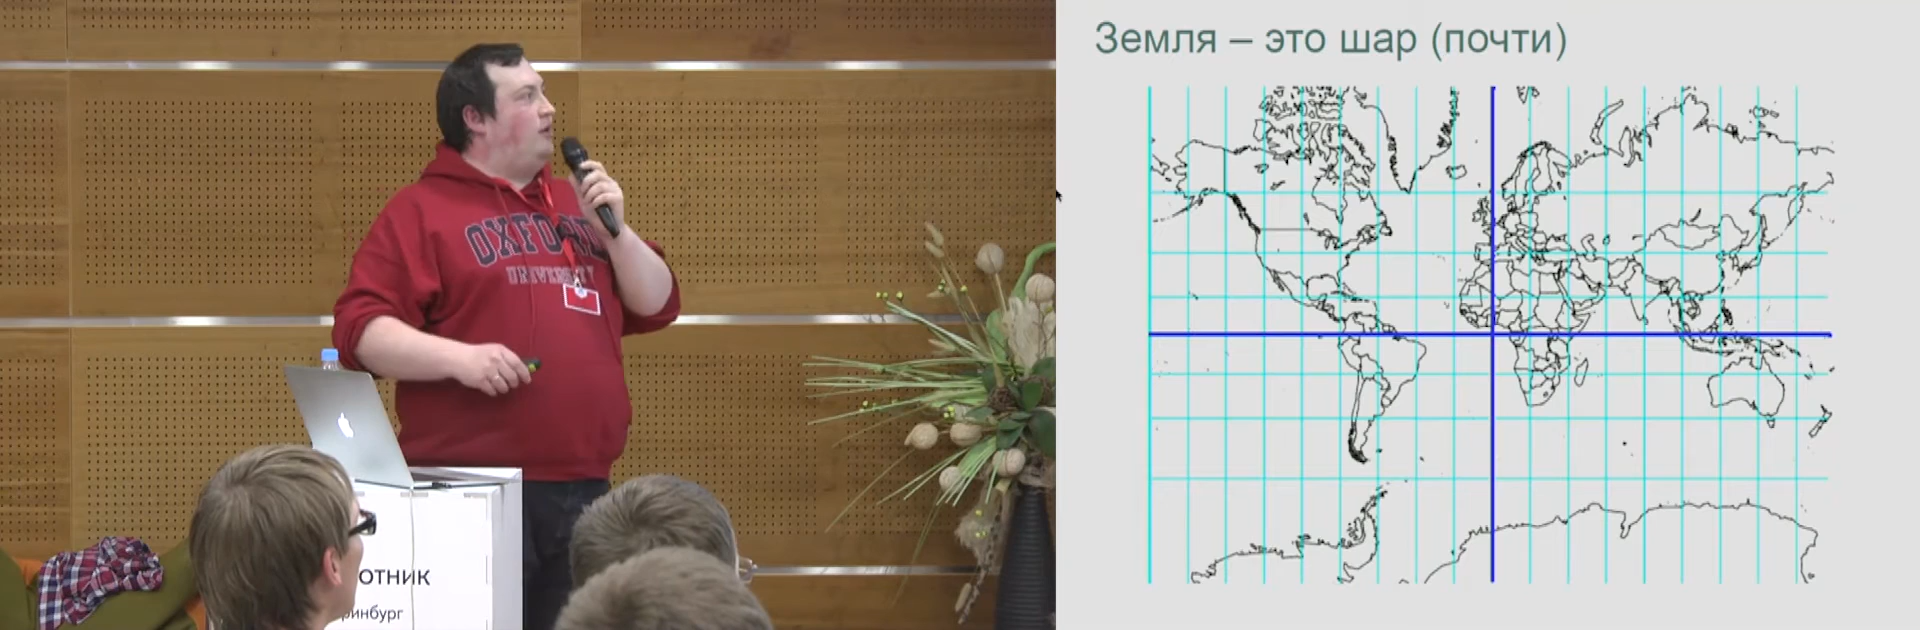 OXFORD
UNIVERSITY
ОТНИК
ринбург
Земля – это шар (почти)